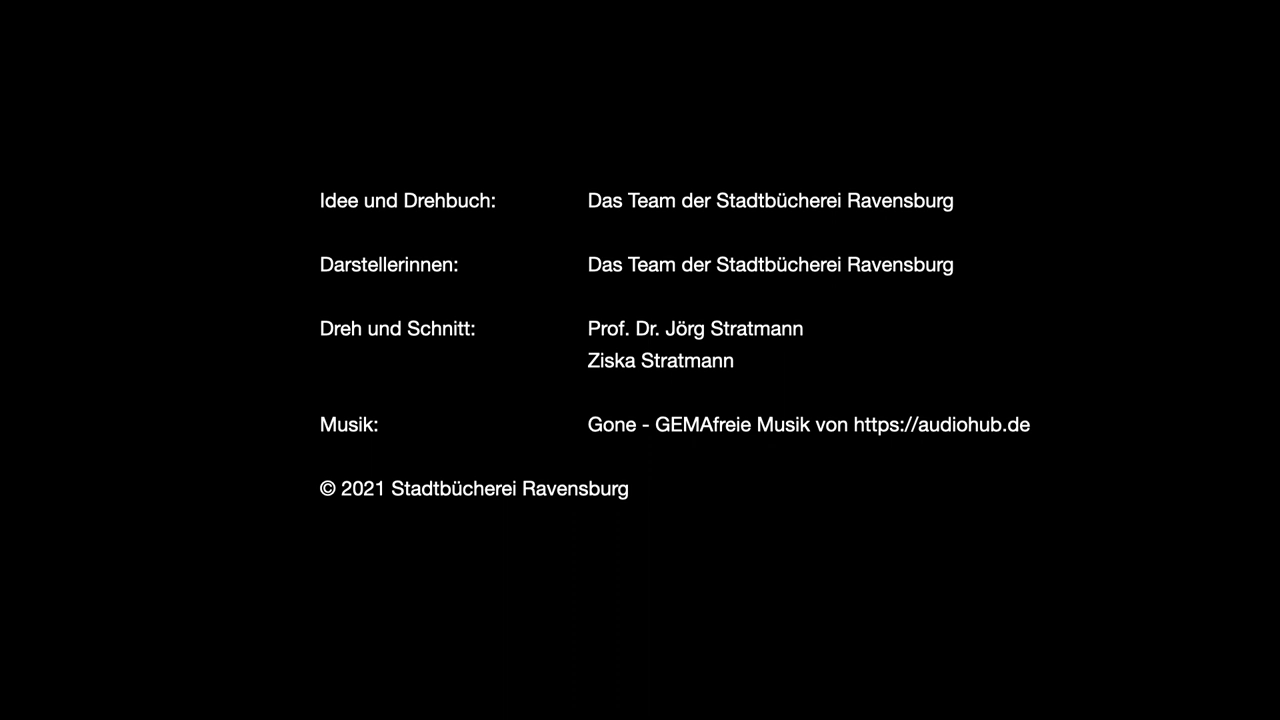 Idee und Drehbuch: Das Team der Stadtbücherei Ravensburg
Darstellerinnen: Das Team der Stadtbücherei Ravensburg
Dreh und Schnitt: Prof. Dr. Jörg Stratmann
Ziska Stratmann
Musik: Gone - GEMAfreie Musik von https://audiohub.de
© 2021 Stadtbücherei Ravensburg